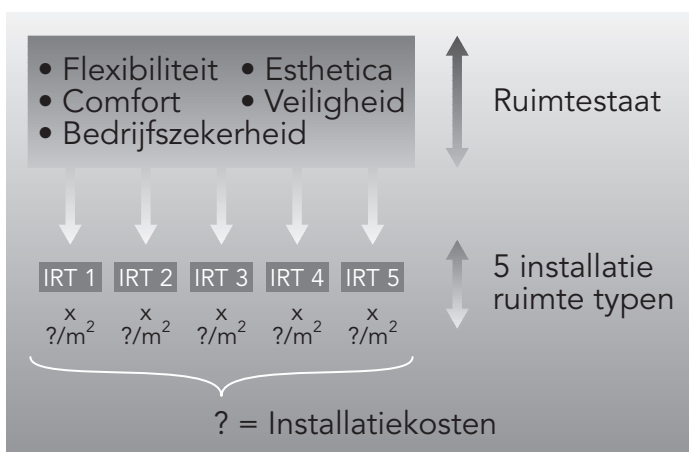 • Flexibiliteit • Esthetica
• Comfort • Veiligheid
• Bedrijfszekerheid
Ruimtestaat
IRT 1 IRT 2 IRT 3 IRT 4 IRT 5
x x x x x
?/m² ?/m² ?/m² ?/m² ?/m²
5 installatie
ruimte typen
? = Installatiekosten